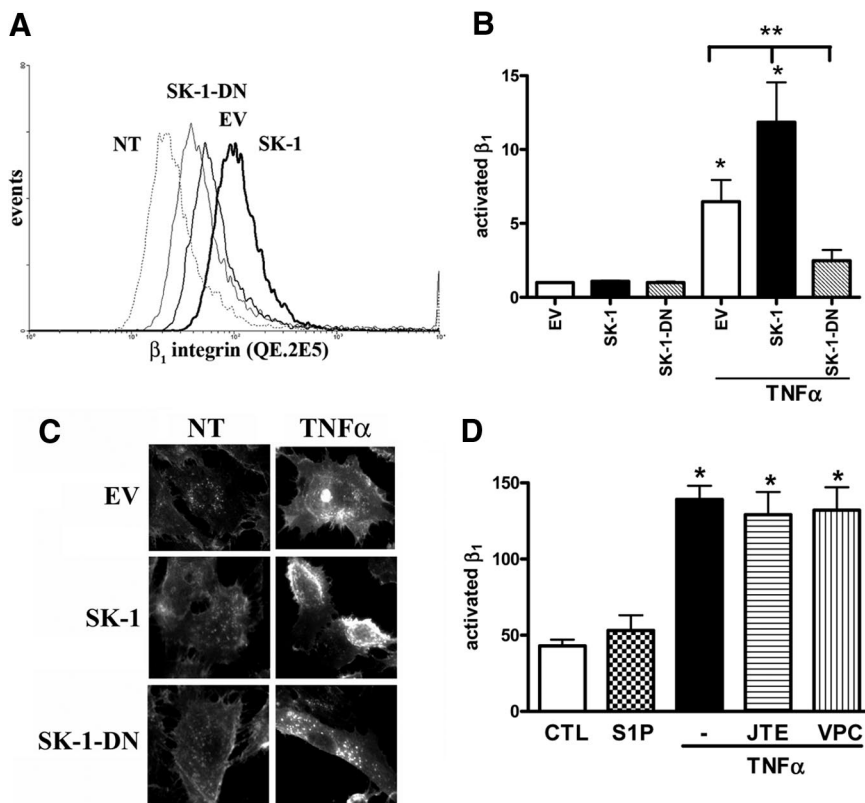 A
80
SK-1-DN
EV
NT
SK-1
events
0
β₁ integrin (QE.2E5)
B
**
*
*
15
10
5
0
activated β₁
EV
SK-1
SK-1-DN
EV
SK-1
SK-1-DN
TNFα
C
NT
TNFα
EV
SK-1
SK-1-DN
D
*
*
*
150
100
50
0
activated β₁
CTL
S1P
-
JTE
VPC
TNFα